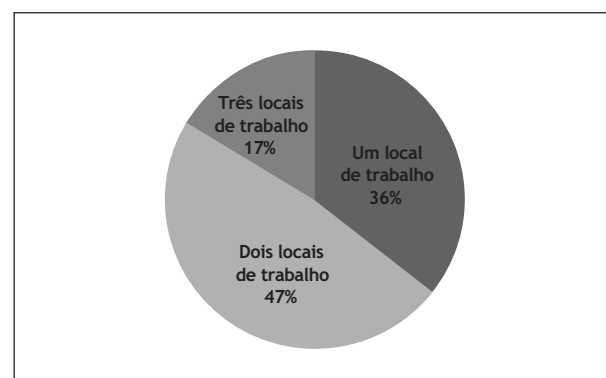 Três locais
de trabalho
17%
Um local
de trabalho
36%
Dois locais
de trabalho
47%